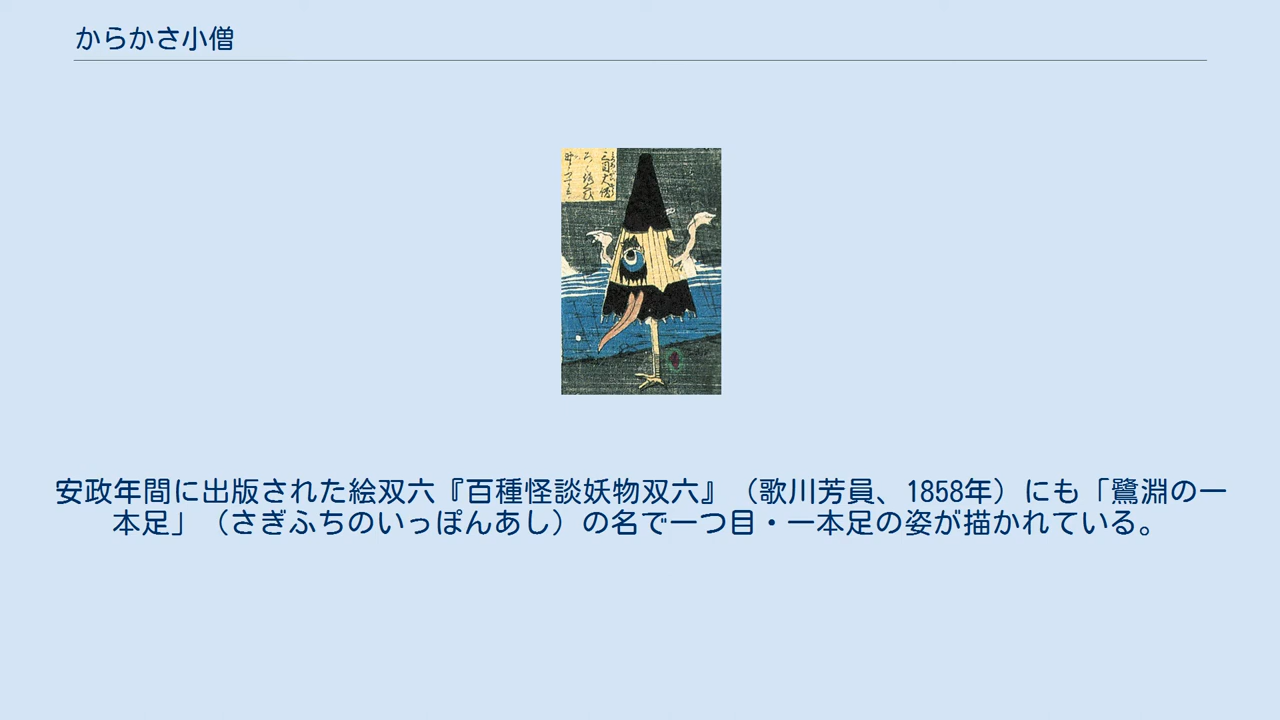 からかさ小僧
安政年間に出版された絵双六『百種怪談妖物双六』（歌川芳員、1858年）にも「鷺淵の一
本足」（さぎふちのいっぽんあし）の名で一つ目・一本足の姿が描かれている。